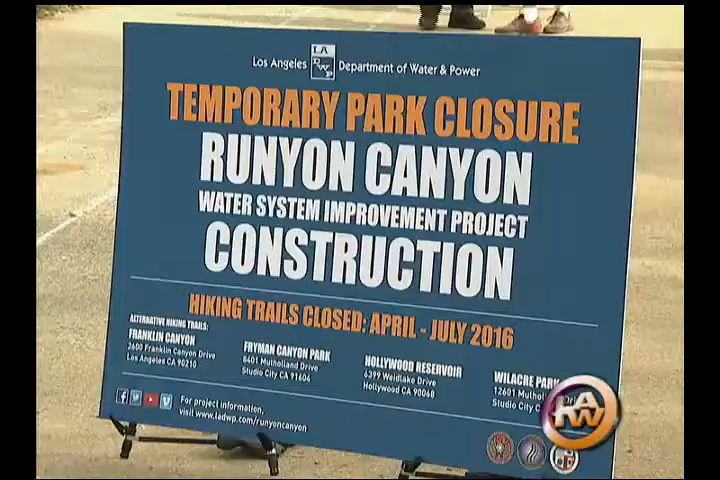 Los Angeles LA DWP Department of Water & Power
TEMPORARY PARK CLOSURE
RUNYON CANYON
WATER SYSTEM IMPROVEMENT PROJECT
CONSTRUCTION
HIKING TRAILS CLOSED: APRIL - JULY 2016
ALTERNATIVE HIKING TRAILS:
FRANKLIN CANYON
2600 Franklin Canyon Drive
Los Angeles CA 90210
FRYMAN CANYON PARK
8401 Mulholland Drive
Studio City CA 91604
HOLLYWOOD RESERVOIR
6399 Weidlake Drive
Hollywood CA 90068
WILACRE PARK
12601
Studio City
For project information,
visit www.ladwp.com/runyoncanyon